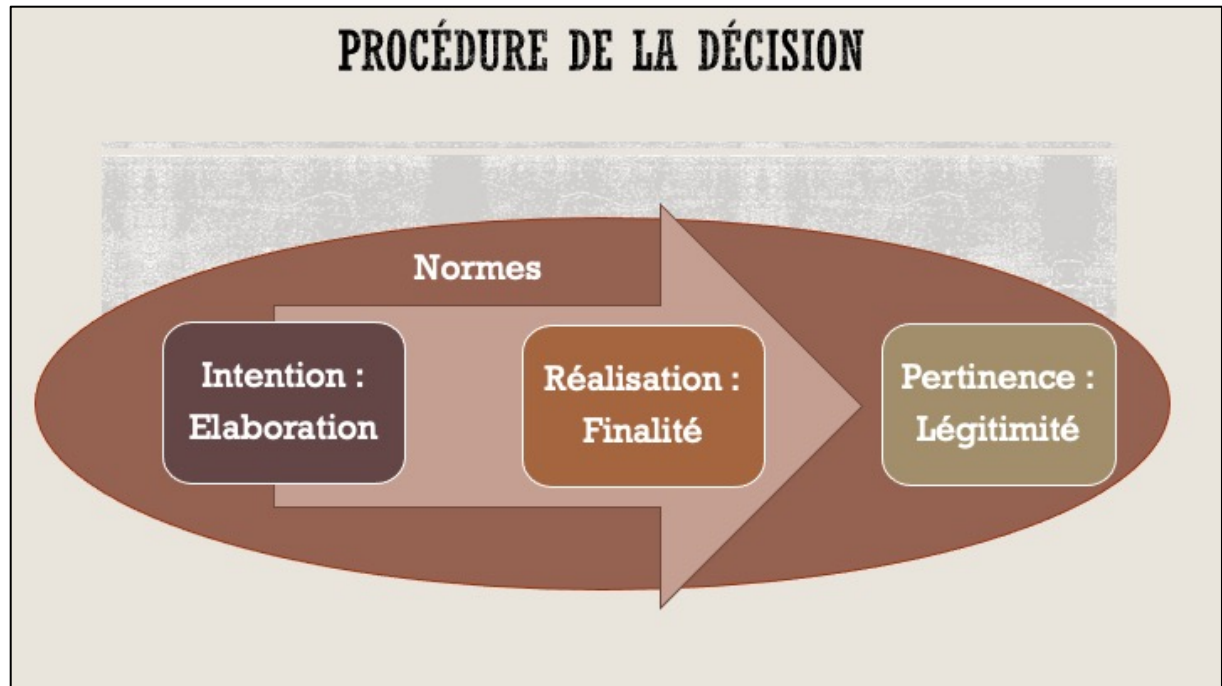 PROCÉDURE DE LA DÉCISION
Normes
Intention :
Elaboration
Réalisation :
Finalité
Pertinence :
Légitimité